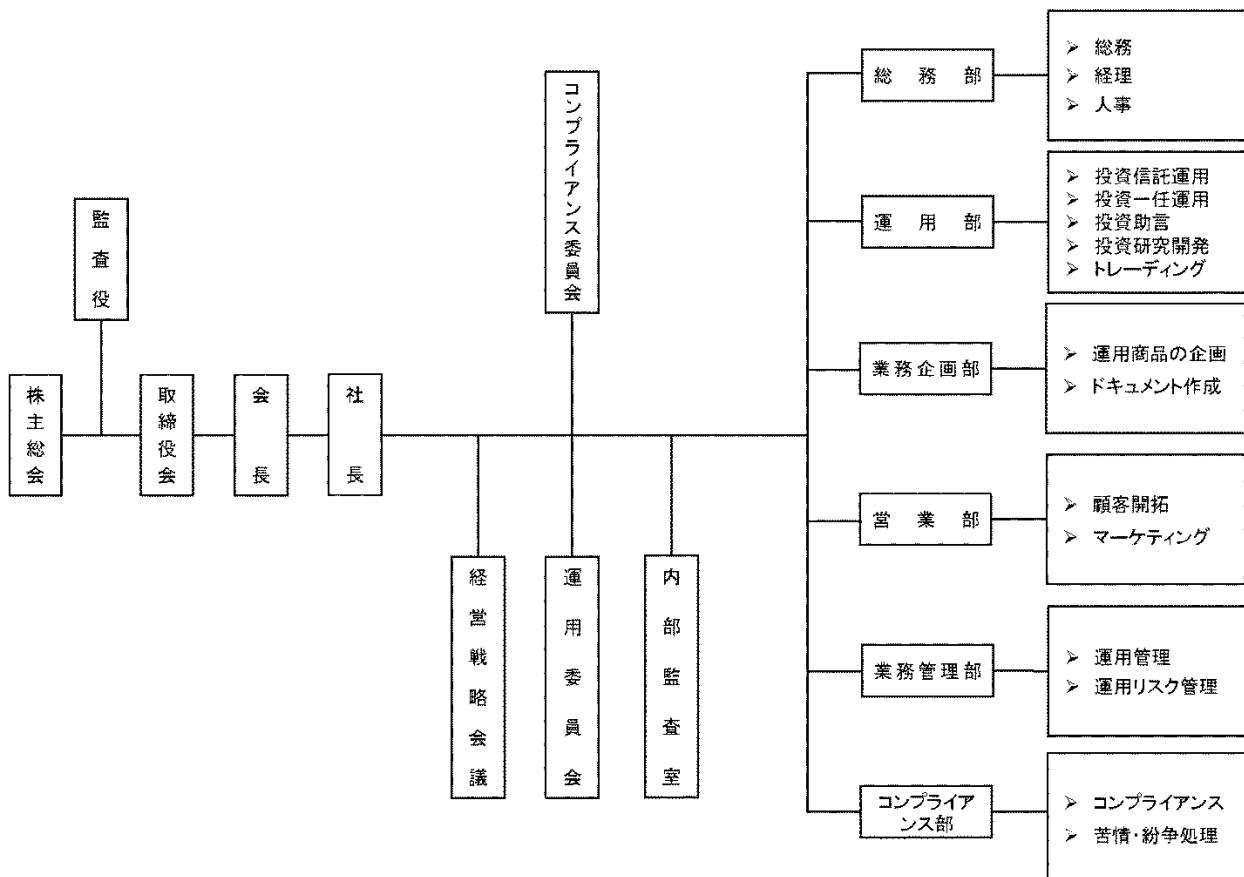 株主総会
監査役
取締役会
会長
社長
コンプライアンス委員会
経営戦略会議
運用委員会
内部監査室
総務部
➢ 総務
➢ 経理
➢ 人事
運用部
➢ 投資信託運用
➢ 投資一任運用
➢ 投資助言
➢ 投資研究開発
➢ トレーディング
業務企画部
➢ 運用商品の企画
➢ ドキュメント作成
営業部
➢ 顧客開拓
➢ マーケティング
業務管理部
➢ 運用管理
➢ 運用リスク管理
コンプライア
ンス部
➢ コンプライアンス
➢ 苦情・紛争処理